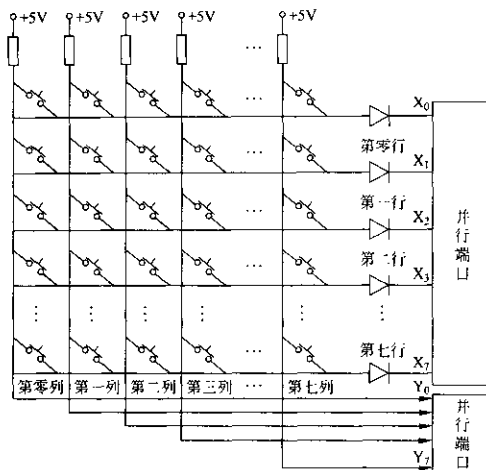 +5V +5V +5V +5V +5V
...
... X₀
第零行
... X₁
第一行
... X₂
第二行
... X₃
⋮ ⋮ ⋮ ⋮ ⋮ ⋮
第七行
X₇
第零列 第一列 第二列 第三列 ... 第七列
Y₀
Y₇
并行端口
并行端口